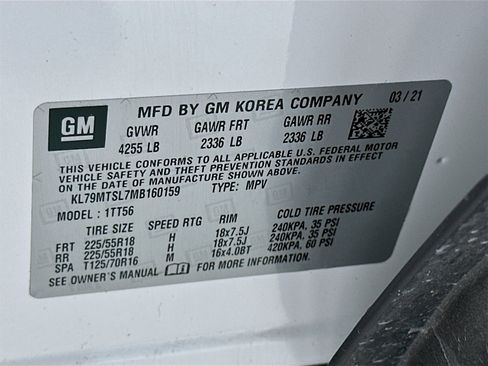 GM MFD BY GM KOREA COMPANY 03/21
GVWR GAWR FRT GAWR RR
4255 LB 2336 LB 2336 LB
THIS VEHICLE CONFORMS TO ALL APPLICABLE U.S. FEDERAL MOTOR
VEHICLE SAFETY AND THEFT PREVENTION STANDARDS IN EFFECT
ON THE DATE OF MANUFACTURE SHOWN ABOVE.
KL79MTSL7MB160159 TYPE: MPV
MODEL: 1TT56
SPEED RTG RIM COLD TIRE PRESSURE
FRT 225/55R18 H 18x7.5J 240KPA, 35 PSI
RR 225/55R18 H 18x7.5J 240KPA, 35 PSI
SPA T125/70R16 M 16x4.0BT 420KPA, 60 PSI
SEE OWNER'S MANUAL FOR MORE INFORMATION.